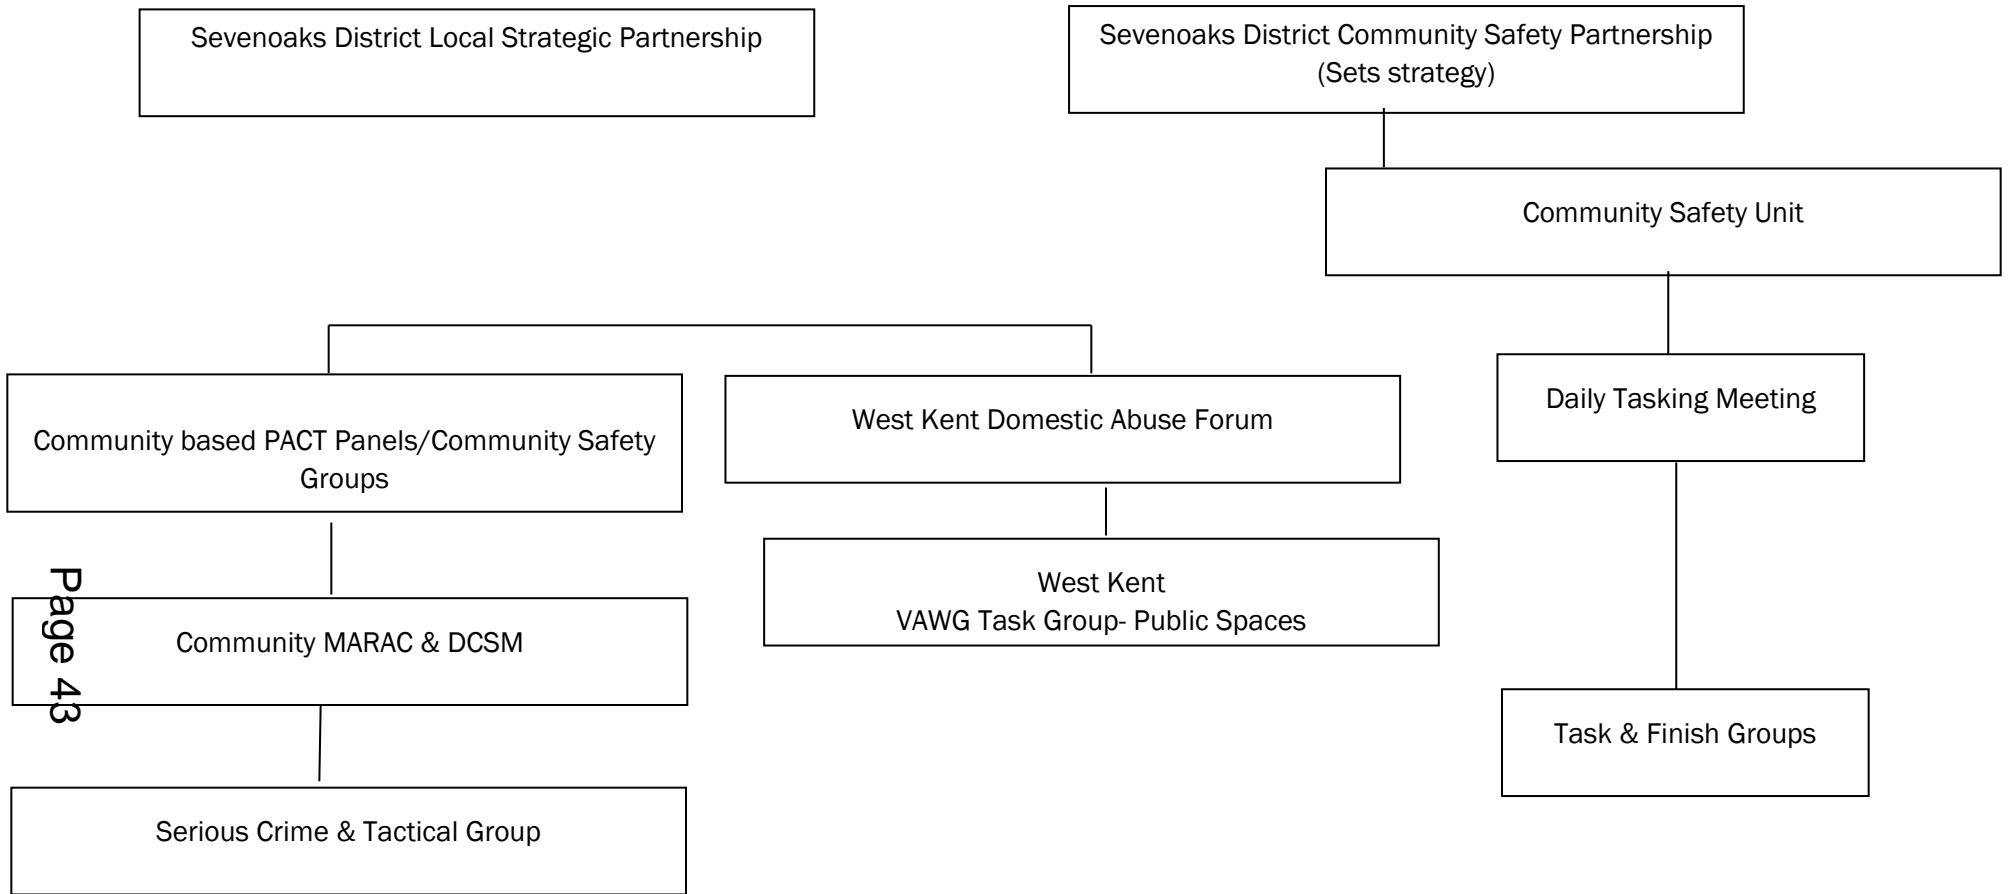 Sevenoaks District Local Strategic Partnership
Sevenoaks District Community Safety Partnership
(Sets strategy)
Community Safety Unit
Community based PACT Panels/Community Safety
Groups
West Kent Domestic Abuse Forum
Daily Tasking Meeting
West Kent
VAWG Task Group- Public Spaces
Community MARAC & DCSM
Page 43
Task & Finish Groups
Serious Crime & Tactical Group